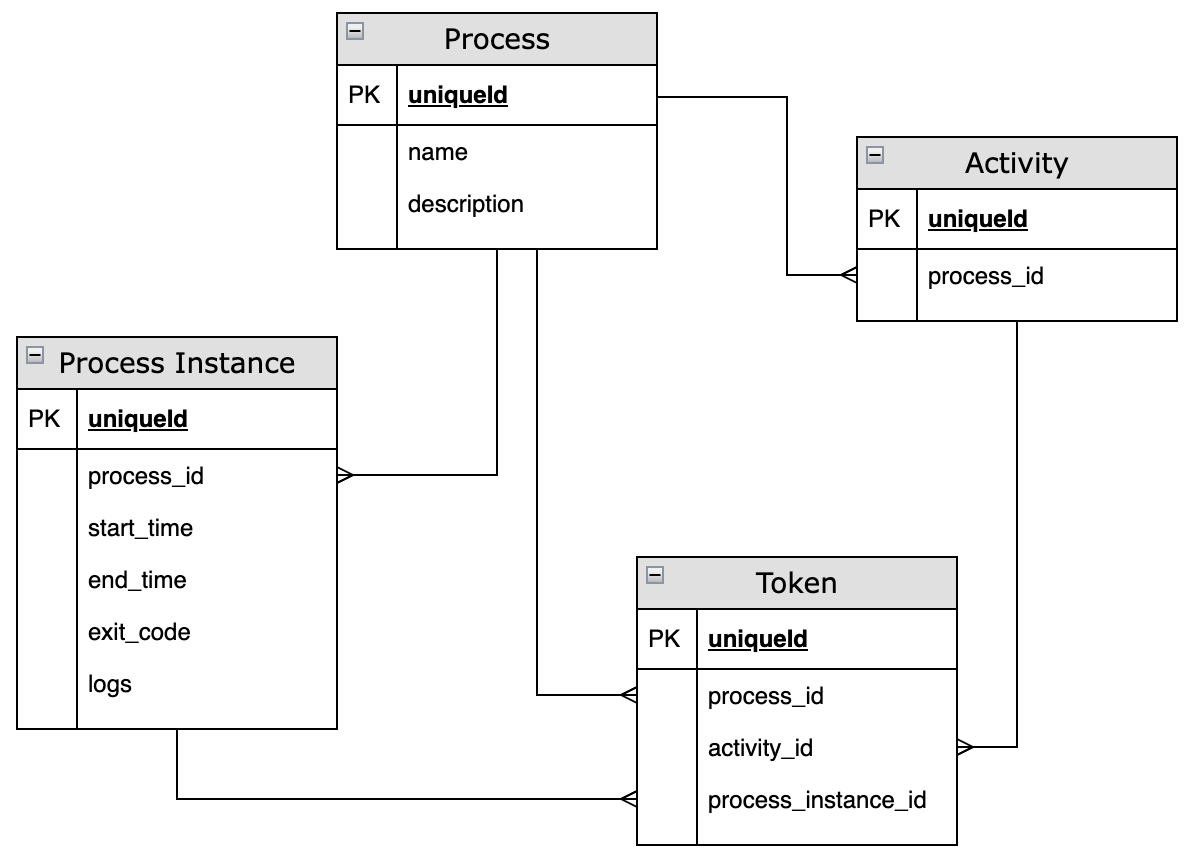 Process
PK uniqueId
name
description
Activity
PK uniqueId
process_id
Process Instance
PK uniqueId
process_id
start_time
end_time
exit_code
logs
Token
PK uniqueId
process_id
activity_id
process_instance_id